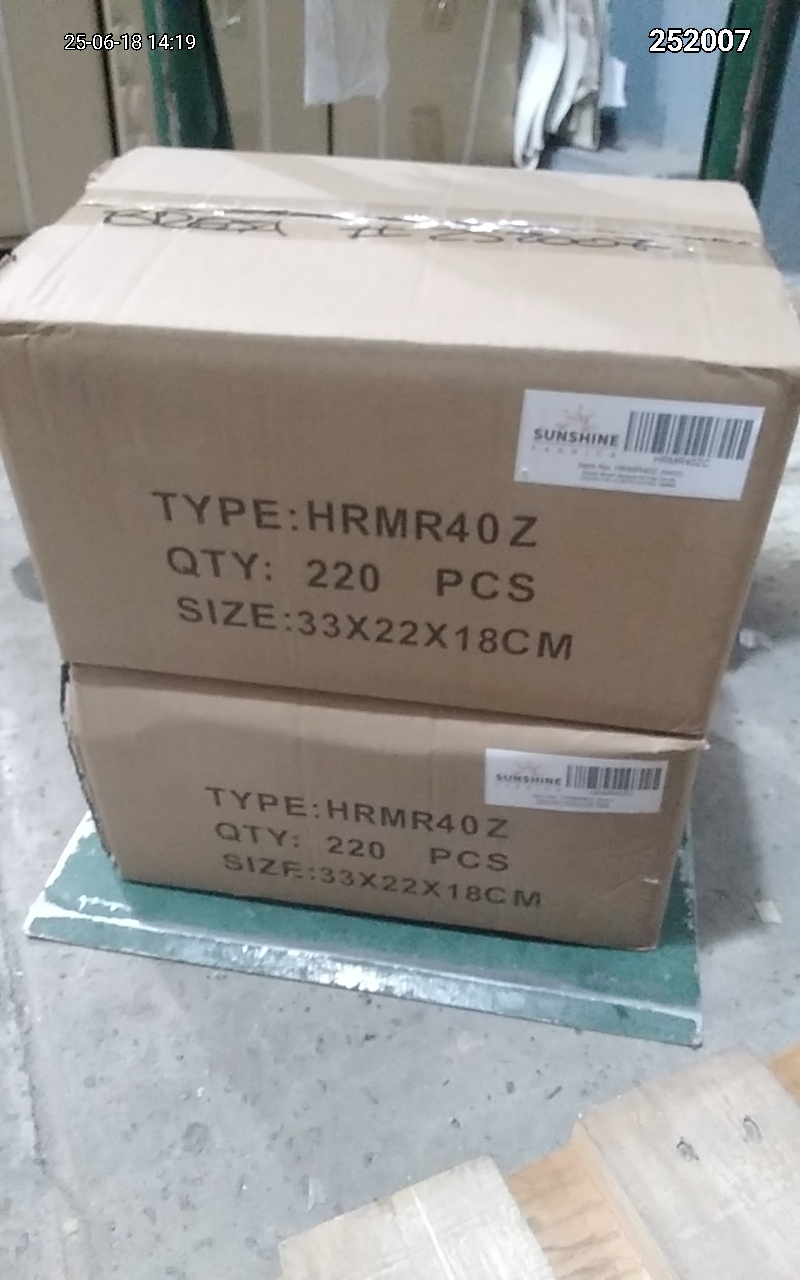 25-06-18 14:19
252007
SUNSHINE
FABRICS
TYPE:HRMR40Z
QTY: 220 PCS
SIZE:33X22X18CM
SUNSHINE
TYPE:HRMR40Z
QTY: 220 PCS
SIZE:33X22X18CM